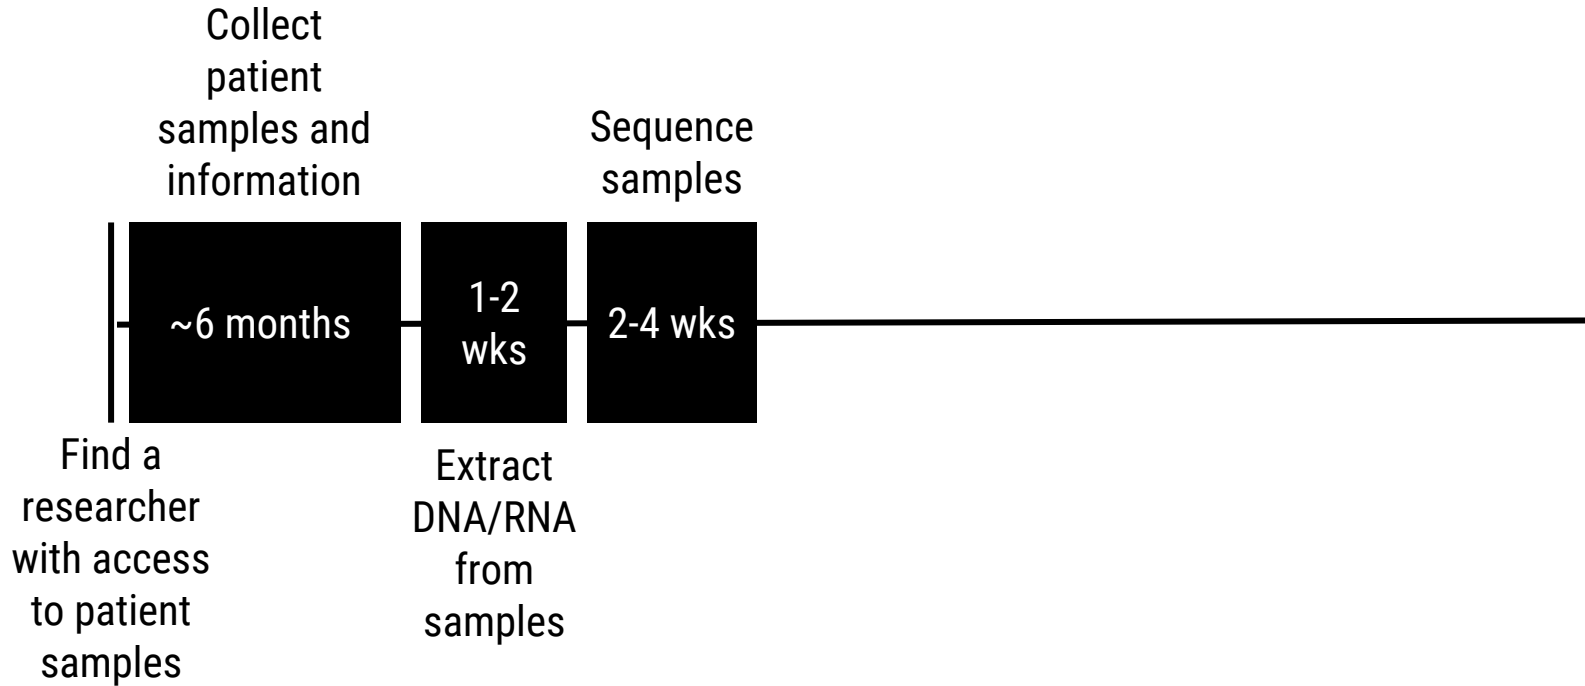 Collect
patient
samples and
information
Sequence
samples
~6 months
1-2
wks
2-4 wks
Find a
researcher
with access
to patient
samples
Extract
DNA/RNA
from
samples